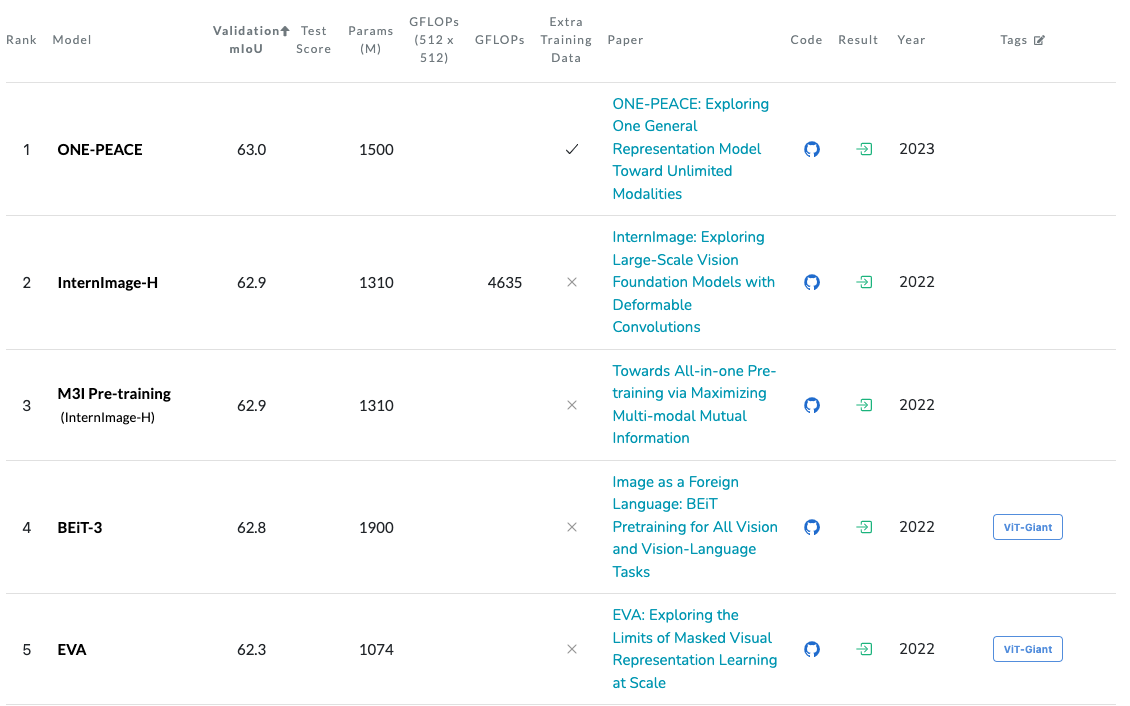 Rank Model Validation mIoU Test Score Params (M) GFLOPs (512 x 512) GFLOPs Extra Training Data Paper Code Result Year Tags
1 ONE-PEACE 63.0 1500 ONE-PEACE: Exploring 2023
One General
Representation Model
Toward Unlimited
Modalities
2 InternImage-H 62.9 1310 4635 InternImage: Exploring 2022
Large-Scale Vision
Foundation Models with
Deformable
Convolutions
3 M3I Pre-training (InternImage-H) 62.9 1310 Towards All-in-one Pre- 2022
training via Maximizing
Multi-modal Mutual
Information
4 BEiT-3 62.8 1900 Image as a Foreign 2022 ViT-Giant
Language: BEiT
Pretraining for All Vision
and Vision-Language
Tasks
5 EVA 62.3 1074 EVA: Exploring the 2022 ViT-Giant
Limits of Masked Visual
Representation Learning
at Scale